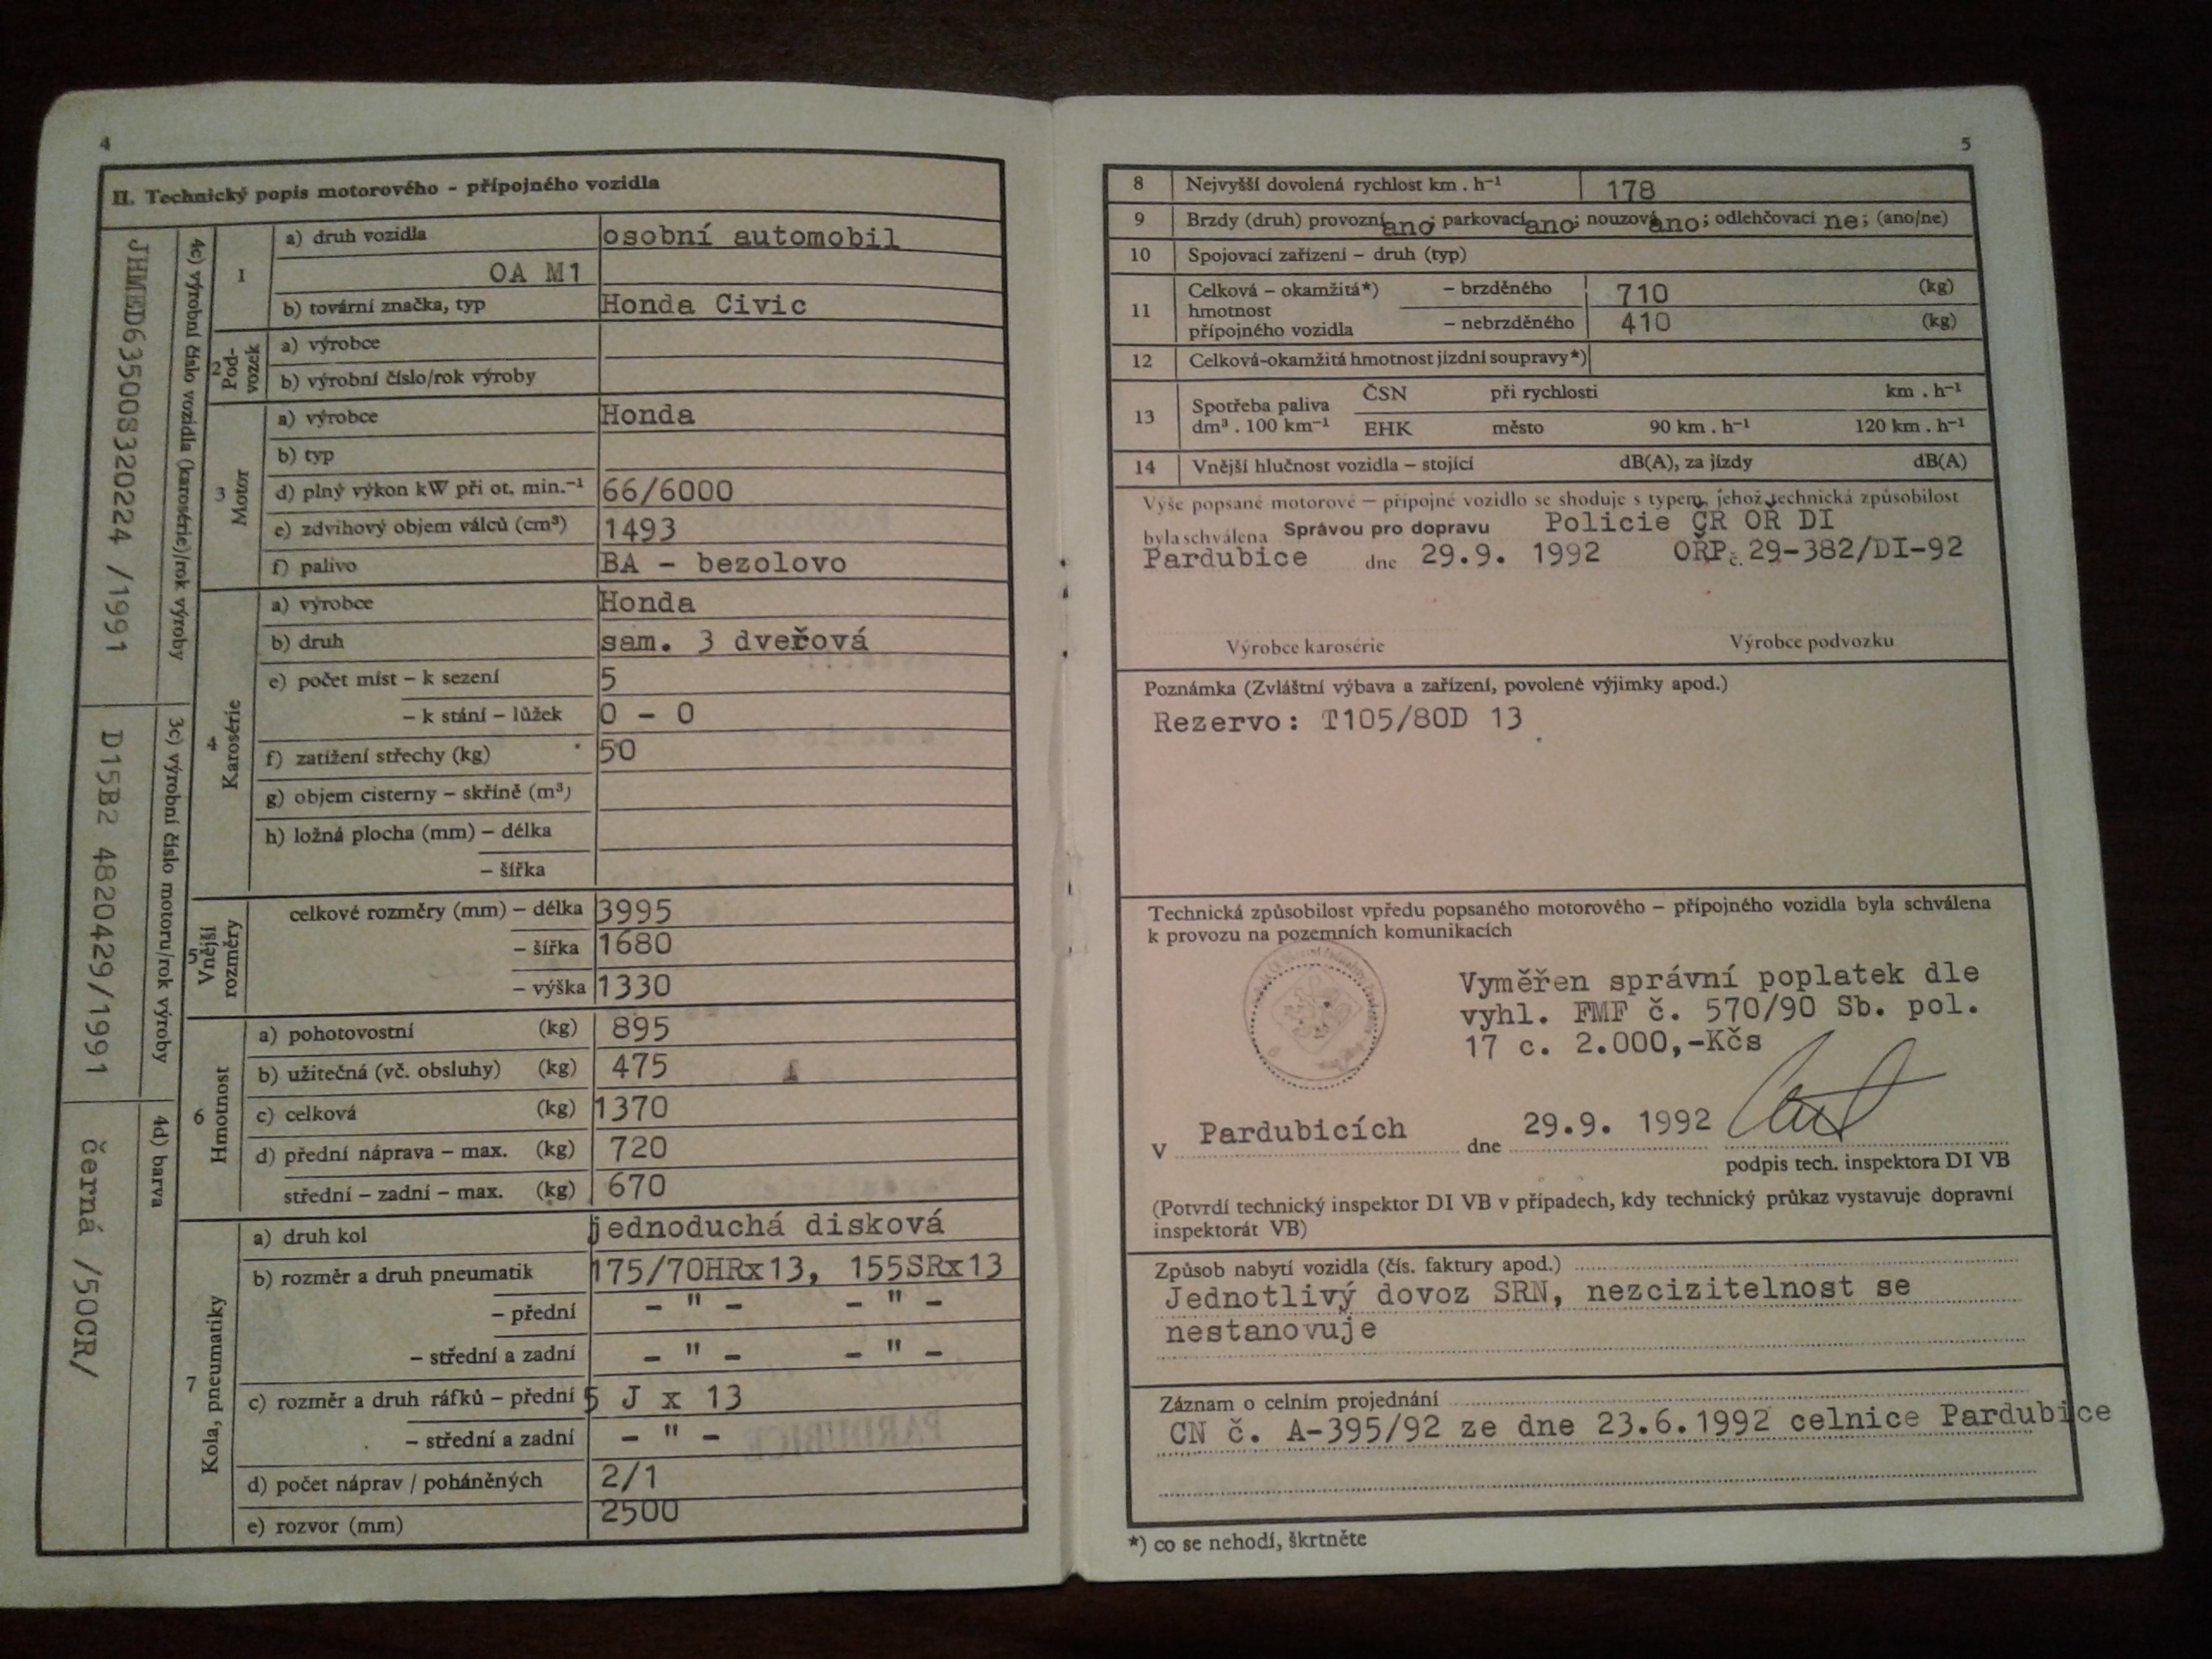 4
II. Technický popis motorového - přípojného vozidla
4c) výrobní číslo vozidla (karosérie)/rok výroby
JHMED635008320224 /1991
3c) výrobní číslo motoru/rok výroby
D15B2 4820429/1991
4d) barva
černá /50CR/
1
a) druh vozidla osobní automobil
OA M1
b) tovární značka, typ Honda Civic
2 Pod-
vozek
a) výrobce
b) výrobní číslo/rok výroby
3 Motor
a) výrobce Honda
b) typ
d) plný výkon kW při ot. min.⁻¹ 66/6000
e) zdvihový objem válců (cm³) 1493
f) palivo BA - bezolovo
4 Karosérie
a) výrobce Honda
b) druh sam. 3 dveřová
e) počet míst – k sezení 5
– k stání – lůžek 0 - 0
f) zatížení střechy (kg) 50
g) objem cisterny – skříně (m³)
h) ložná plocha (mm) – délka
– šířka
5 Vnější
rozměry
celkové rozměry (mm) – délka 3995
– šířka 1680
– výška 1330
6 Hmotnost
a) pohotovostní (kg) 895
b) užitečná (vč. obsluhy) (kg) 475
c) celková (kg) 1370
d) přední náprava – max. (kg) 720
střední – zadní – max. (kg) 670
7 Kola, pneumatiky
a) druh kol jednoduchá disková
b) rozměr a druh pneumatik 175/70HRx13, 155SRx13
– přední - " - - " -
– střední a zadní - " - - " -
c) rozměr a druh ráfků – přední 5 J x 13
– střední a zadní - " -
d) počet náprav / poháněných 2/1
e) rozvor (mm) 2500
5
8 Nejvyšší dovolená rychlost km . h⁻¹ 178
9 Brzdy (druh) provozní ano; parkovací ano; nouzová ano; odlehčovací ne; (ano/ne)
10 Spojovací zařízení – druh (typ)
11 Celková – okamžitá*) – brzděného 710 (kg)
hmotnost
přípojného vozidla – nebrzděného 410 (kg)
12 Celková-okamžitá hmotnost jízdní soupravy*)
13 Spotřeba paliva
dm³ . 100 km⁻¹
ČSN při rychlosti km . h⁻¹
EHK město 90 km . h⁻¹ 120 km . h⁻¹
14 Vnější hlučnost vozidla – stojící dB(A), za jízdy dB(A)
Výše popsané motorové – přípojné vozidlo se shoduje s typem, jehož technická způsobilost
byla schválena Správou pro dopravu Policie ČR OŘ DI
Pardubice dne 29.9. 1992 OŘP č. 29-382/DI-92
Výrobce karosérie Výrobce podvozku
Poznámka (Zvláštní výbava a zařízení, povolené výjimky apod.)
Rezervo: T105/80D 13
Technická způsobilost vpředu popsaného motorového – přípojného vozidla byla schválena
k provozu na pozemních komunikacích
Vyměřen správní poplatek dle
vyhl. FMF č. 570/90 Sb. pol.
17 c. 2.000,-Kčs
V Pardubicích dne 29.9. 1992
podpis tech. inspektora DI VB
(Potvrdí technický inspektor DI VB v případech, kdy technický průkaz vystavuje dopravní
inspektorát VB)
Způsob nabytí vozidla (čís. faktury apod.)
Jednotlivý dovoz SRN, nezcizitelnost se
nestanovuje
Záznam o celním projednání
CN č. A-395/92 ze dne 23.6.1992 celnice Pardubice
*) co se nehodí, škrtněte